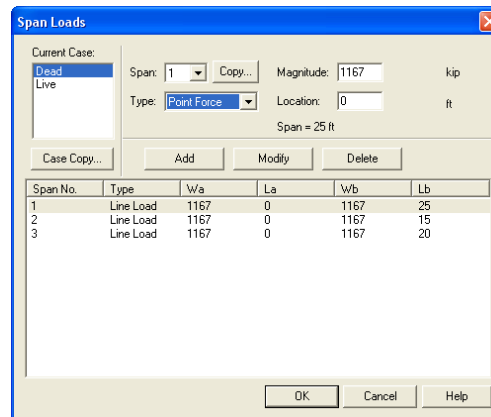 Span Loads
Current Case:
Dead
Live
Span: 1 Copy... Magnitude: 1167 kip
Type: Point Force Location: 0 ft
Span = 25 ft
Case Copy... Add Modify Delete
Span No. Type Wa La Wb Lb
1 Line Load 1167 0 1167 25
2 Line Load 1167 0 1167 15
3 Line Load 1167 0 1167 20
OK Cancel Help